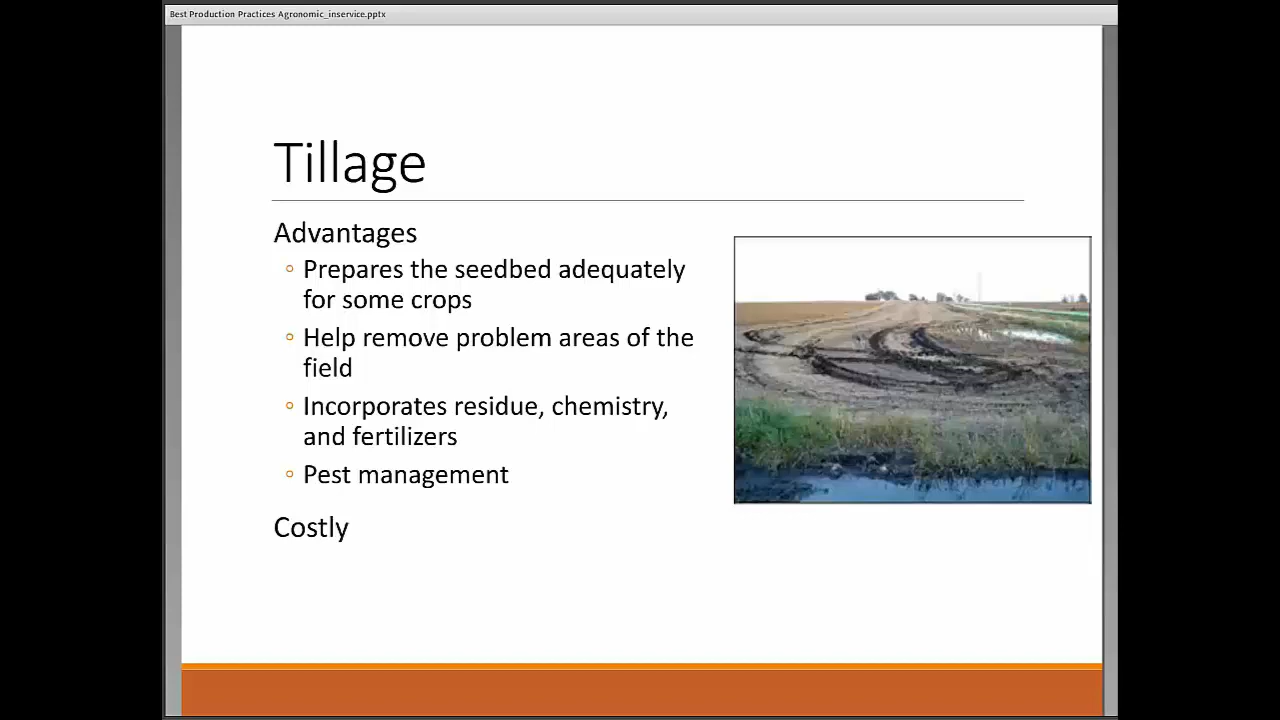 Best Production Practices Agronomic_inservice.pptx
Tillage
Advantages
Prepares the seedbed adequately
for some crops
Help remove problem areas of the
field
Incorporates residue, chemistry,
and fertilizers
Pest management
Costly